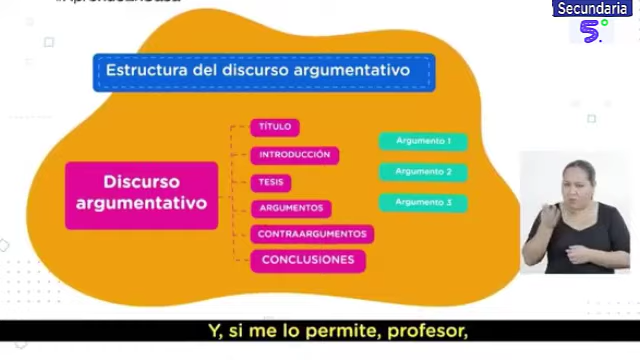 Secundaria
5°
Estructura del discurso argumentativo
TÍTULO
INTRODUCCIÓN
TESIS
ARGUMENTOS
CONTRAARGUMENTOS
CONCLUSIONES
Discurso
argumentativo
Argumento 1
Argumento 2
Argumento 3
Y, si me lo permite, profesor,